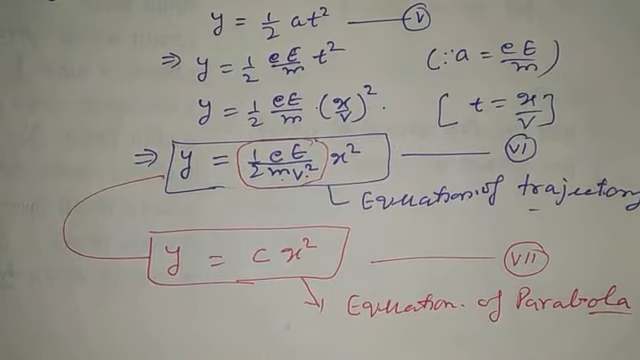 y = 1/2 at² — (v)
⇒ y = 1/2 eE/m t² (∵ a = eE/m)
y = 1/2 eE/m · (x/v)². [ t = x/v ]
⇒ y = 1/2 eE/mv² x² — (vi)
Equation of trajectory
y = c x² — (vii)
Equation of Parabola